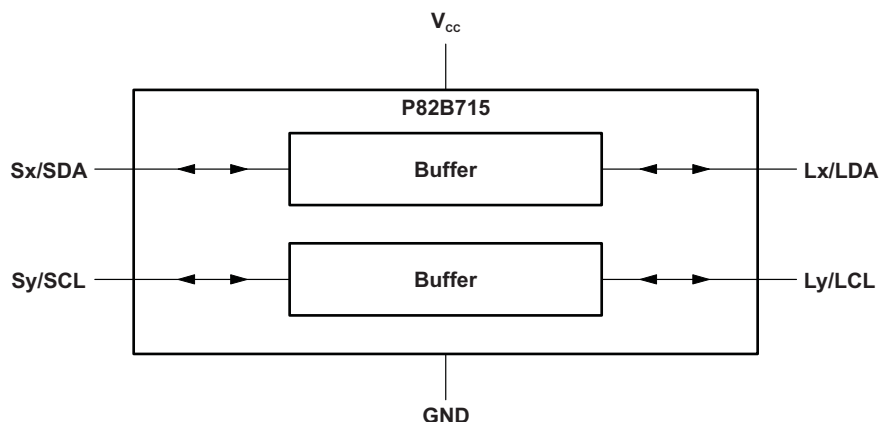 Vcc
P82B715
Sx/SDA
Buffer
Lx/LDA
Sy/SCL
Buffer
Ly/LCL
GND